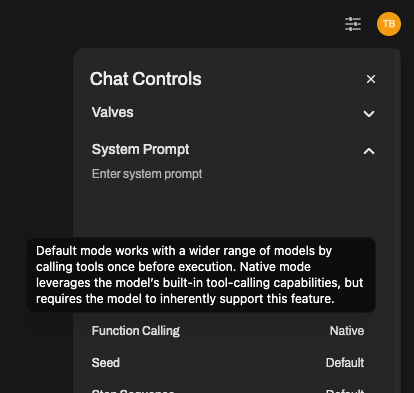 TB
Chat Controls
Valves
System Prompt
Enter system prompt
Default mode works with a wider range of models by
calling tools once before execution. Native mode
leverages the model's built-in tool-calling capabilities, but
requires the model to inherently support this feature.
Function Calling Native
Seed Default
Stop Sequence Default